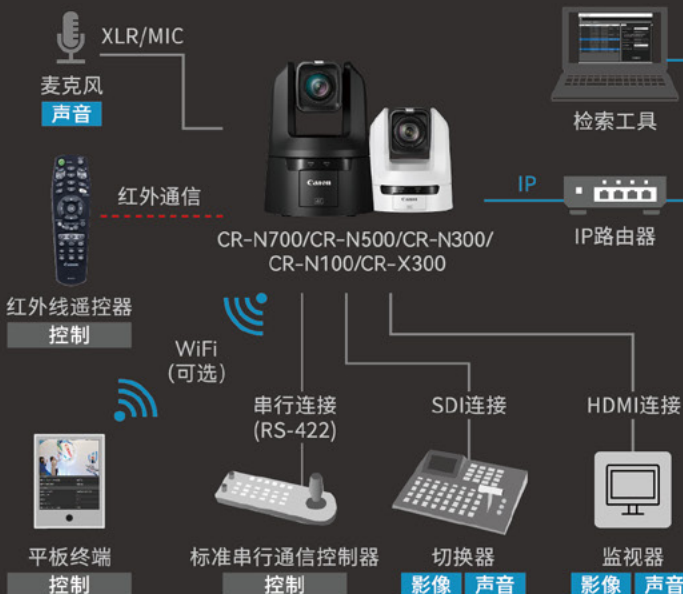 XLR/MIC
麦克风
声音
检索工具
红外通信
Canon
Canon
IP
IP路由器
CR-N700/CR-N500/CR-N300/
CR-N100/CR-X300
红外线遥控器
控制
WiFi
(可选)
串行连接
(RS-422)
SDI连接
HDMI连接
平板终端
控制
标准串行通信控制器
控制
切换器
影像 声音
监视器
影像 声音